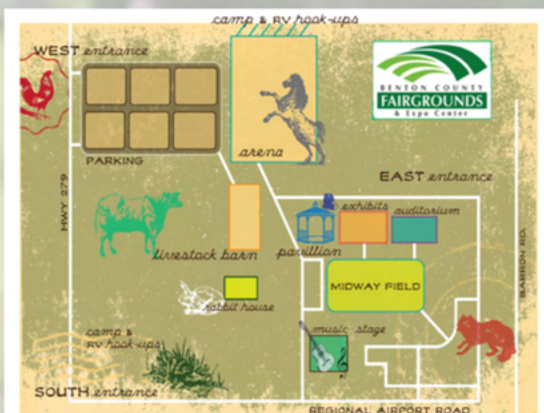 camp & RV hook-ups
WEST entrance
BENTON COUNTY
FAIRGROUNDS
& Expo Center
arena
PARKING
EAST entrance
HWY 279
exhibits
auditorium
livestock barn
pavillion
BARRON RD.
MIDWAY FIELD
rabbit house
music stage
camp &
RV hook-ups
SOUTH entrance
REGIONAL AIRPORT ROAD